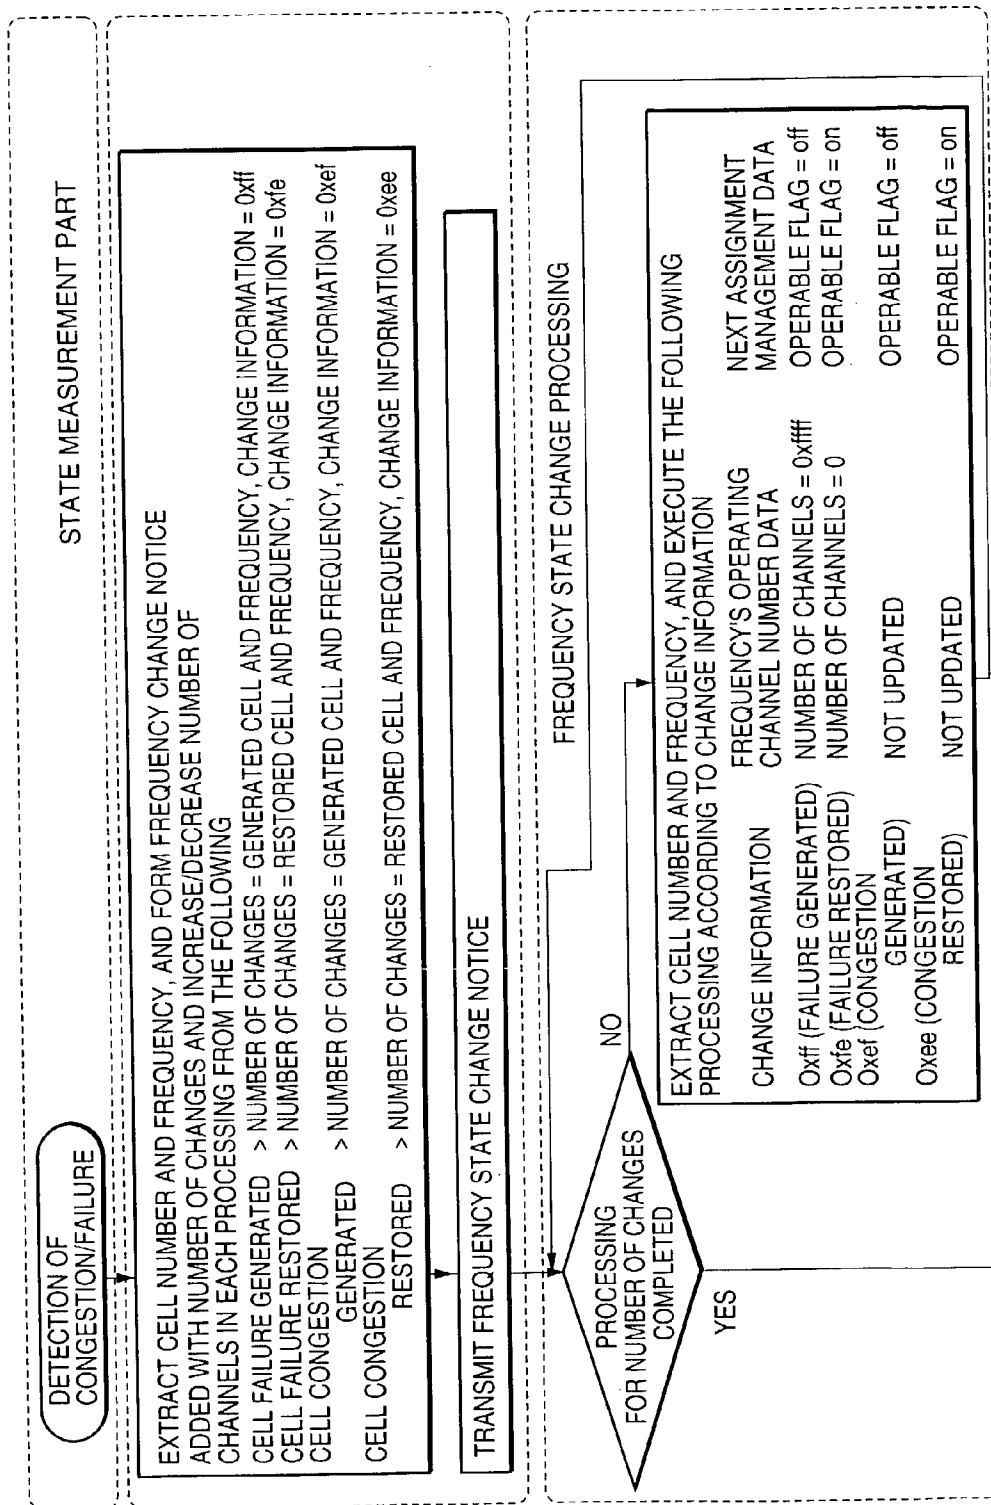 STATE MEASUREMENT PART
DETECTION OF
CONGESTION/FAILURE
EXTRACT CELL NUMBER AND FREQUENCY, AND FORM FREQUENCY CHANGE NOTICE
ADDED WITH NUMBER OF CHANGES AND INCREASE/DECREASE NUMBER OF
CHANNELS IN EACH PROCESSING FROM THE FOLLOWING
CELL FAILURE GENERATED > NUMBER OF CHANGES = GENERATED CELL AND FREQUENCY, CHANGE INFORMATION = 0xff
CELL FAILURE RESTORED > NUMBER OF CHANGES = RESTORED CELL AND FREQUENCY, CHANGE INFORMATION = 0xfe
CELL CONGESTION
GENERATED > NUMBER OF CHANGES = GENERATED CELL AND FREQUENCY, CHANGE INFORMATION = 0xef
CELL CONGESTION
RESTORED > NUMBER OF CHANGES = RESTORED CELL AND FREQUENCY, CHANGE INFORMATION = 0xee
TRANSMIT FREQUENCY STATE CHANGE NOTICE
FREQUENCY STATE CHANGE PROCESSING
PROCESSING
FOR NUMBER OF CHANGES
COMPLETED
NO
YES
EXTRACT CELL NUMBER AND FREQUENCY, AND EXECUTE THE FOLLOWING
PROCESSING ACCORDING TO CHANGE INFORMATION
CHANGE INFORMATION FREQUENCY'S OPERATING CHANNEL NUMBER DATA NEXT ASSIGNMENT MANAGEMENT DATA
Oxff (FAILURE GENERATED) NUMBER OF CHANNELS = 0xffff OPERABLE FLAG = off
Oxfe (FAILURE RESTORED) NUMBER OF CHANNELS = 0 OPERABLE FLAG = on
Oxef (CONGESTION
GENERATED) NOT UPDATED OPERABLE FLAG = off
Oxee (CONGESTION
RESTORED) NOT UPDATED OPERABLE FLAG = on